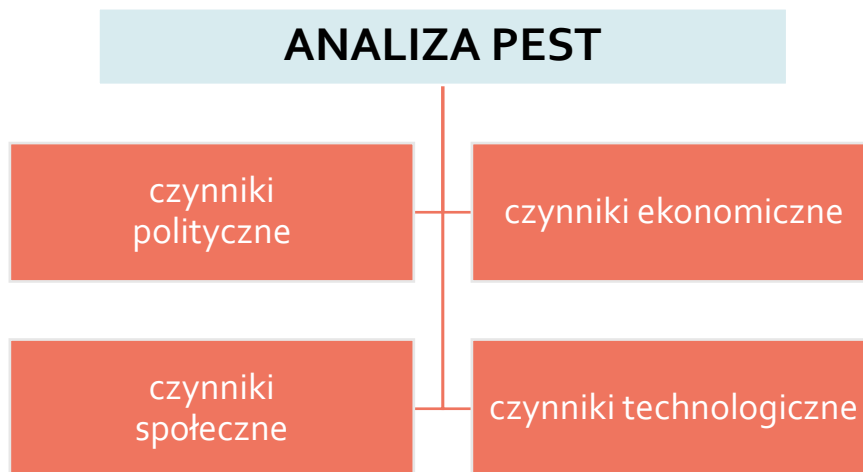 ANALIZA PEST
czynniki
polityczne
czynniki ekonomiczne
czynniki
społeczne
czynniki technologiczne